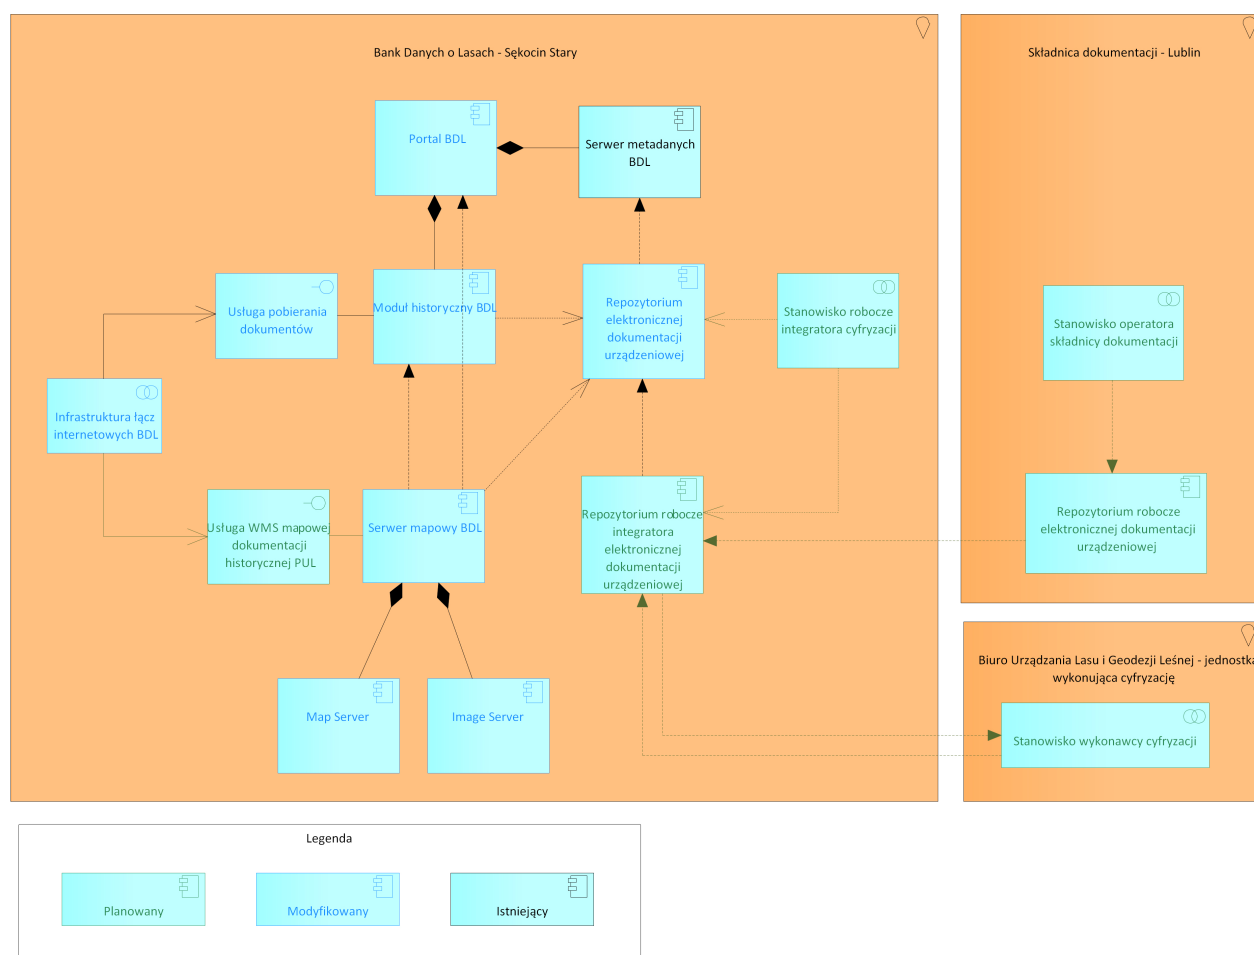 Bank Danych o Lasach - Sękocin Stary
Portal BDL
Serwer metadanych
BDL
Usługa pobierania
dokumentów
Moduł historyczny BDL
Repozytorium
elektronicznej
dokumentacji
urządzeniowej
Stanowisko robocze
integratora cyfryzacji
Infrastruktura łącz
internetowych BDL
Usługa WMS mapowej
dokumentacji
historycznej PUL
Serwer mapowy BDL
Repozytorium robocze
integratora
elektronicznej
dokumentacji
urządzeniowej
Map Server
Image Server
Składnica dokumentacji - Lublin
Stanowisko operatora
składnicy dokumentacji
Repozytorium robocze
elektronicznej dokumentacji
urządzeniowej
Biuro Urządzania Lasu i Geodezji Leśnej - jednostka
wykonująca cyfryzację
Stanowisko wykonawcy cyfryzacji
Legenda
Planowany
Modyfikowany
Istniejący